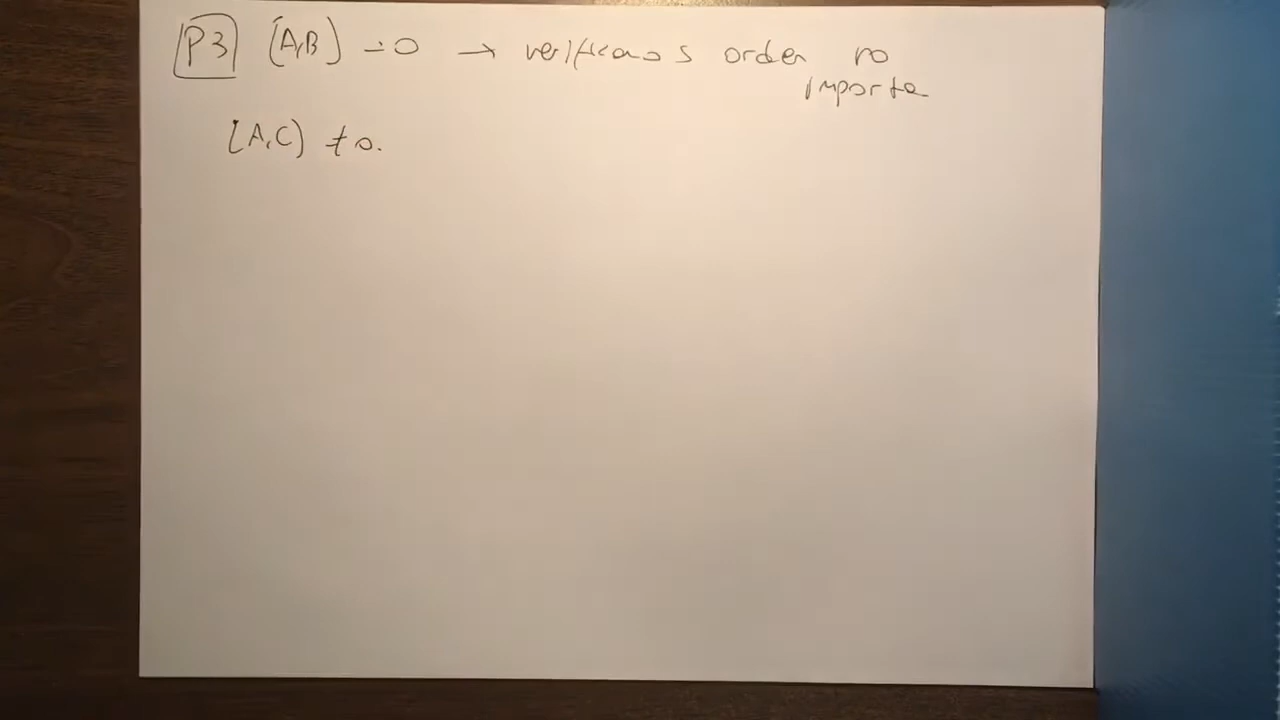 P3 [A,B] = 0 → verificamos orden no
importa
[A,C] ≠ 0.